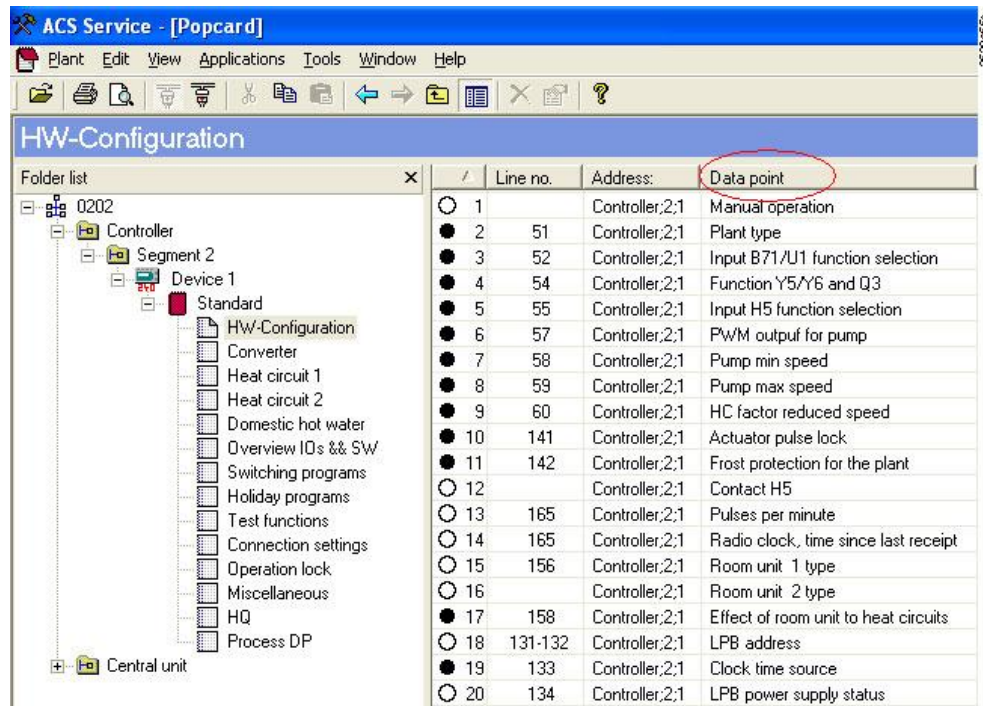 ACS Service - [Popcard]
Plant Edit View Applications Tools Window Help
HW-Configuration
Folder list
0202
Controller
Segment 2
Device 1
Standard
HW-Configuration
Converter
Heat circuit 1
Heat circuit 2
Domestic hot water
Overview IOs && SW
Switching programs
Holiday programs
Test functions
Connection settings
Operation lock
Miscellaneous
HQ
Process DP
Central unit
/ Line no. Address: Data point
1 Controller;2;1 Manual operation
2 51 Controller;2;1 Plant type
3 52 Controller;2;1 Input B71/U1 function selection
4 54 Controller;2;1 Function Y5/Y6 and Q3
5 55 Controller;2;1 Input H5 function selection
6 57 Controller;2;1 PWM outpuf for pump
7 58 Controller;2;1 Pump min speed
8 59 Controller;2;1 Pump max speed
9 60 Controller;2;1 HC factor reduced speed
10 141 Controller;2;1 Actuator pulse lock
11 142 Controller;2;1 Frost protection for the plant
12 Controller;2;1 Contact H5
13 165 Controller;2;1 Pulses per minute
14 165 Controller;2;1 Radio clock, time since last receipt
15 156 Controller;2;1 Room unit 1 type
16 Controller;2;1 Room unit 2 type
17 158 Controller;2;1 Effect of room unit to heat circuits
18 131-132 Controller;2;1 LPB address
19 133 Controller;2;1 Clock time source
20 134 Controller;2;1 LPB power supply status